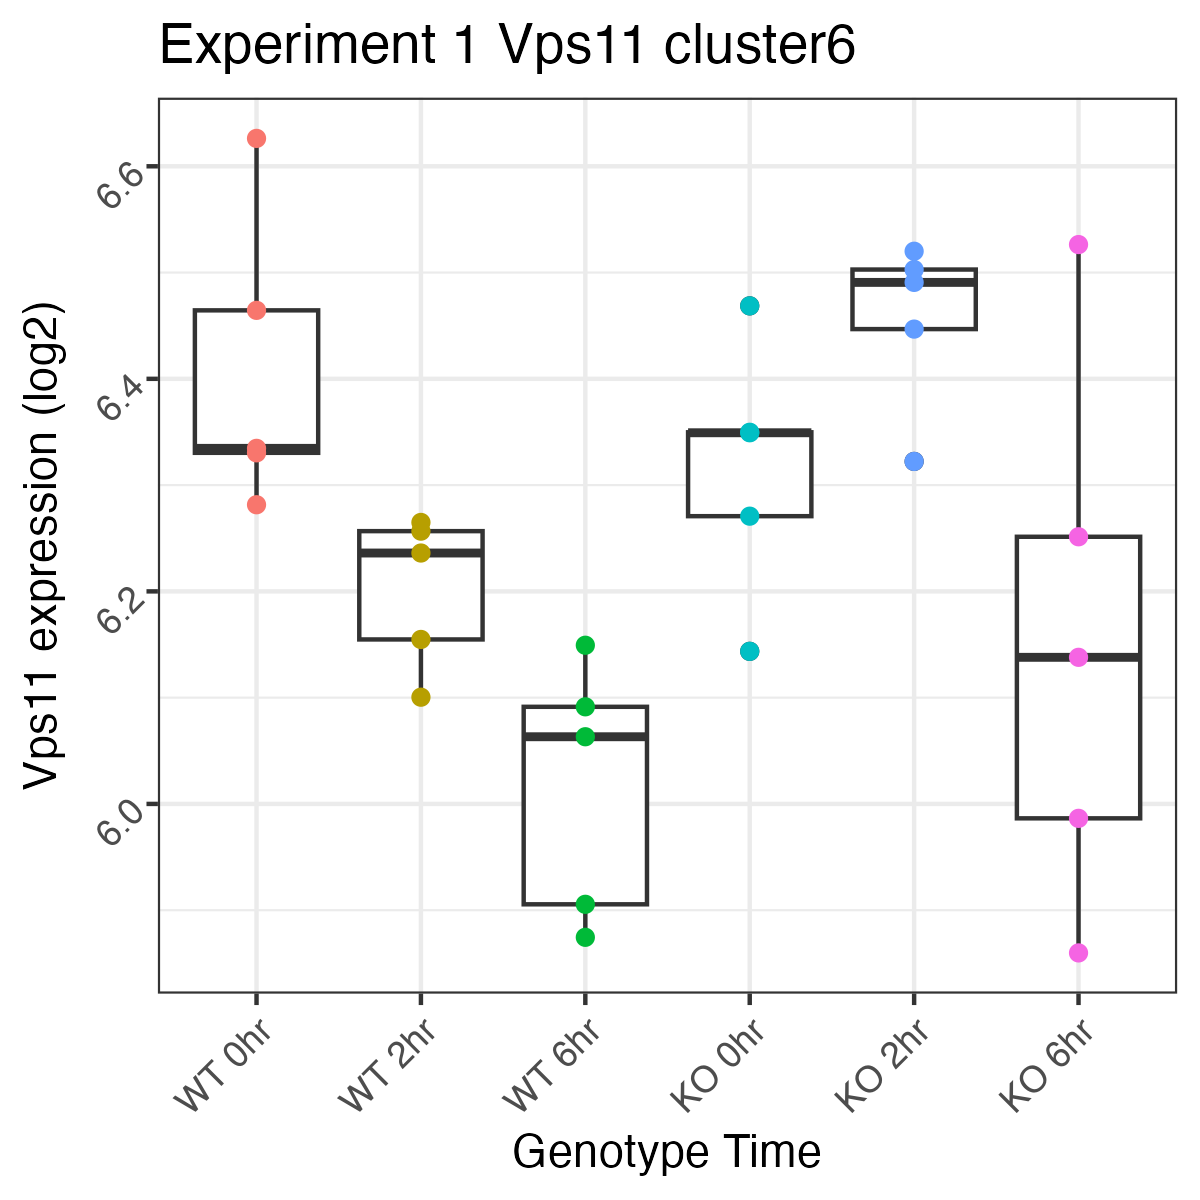 Experiment 1 Vps11 cluster6
Vps11 expression (log2)
6.6
6.4
6.2
6.0
WT 0hr
WT 2hr
WT 6hr
KO 0hr
KO 2hr
KO 6hr
Genotype Time